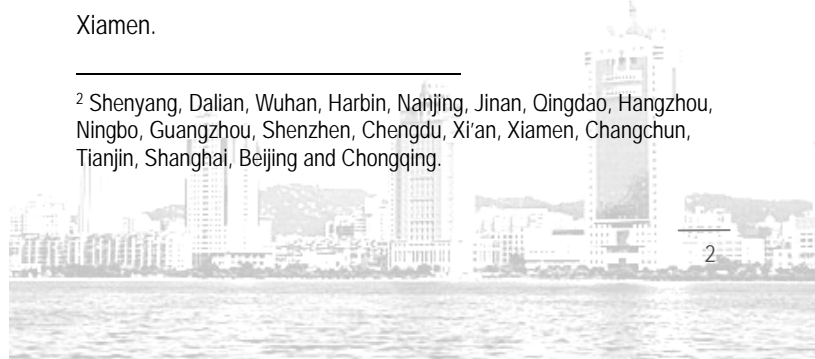 Xiamen.
2 Shenyang, Dalian, Wuhan, Harbin, Nanjing, Jinan, Qingdao, Hangzhou,
Ningbo, Guangzhou, Shenzhen, Chengdu, Xi’an, Xiamen, Changchun,
Tianjin, Shanghai, Beijing and Chongqing.
2